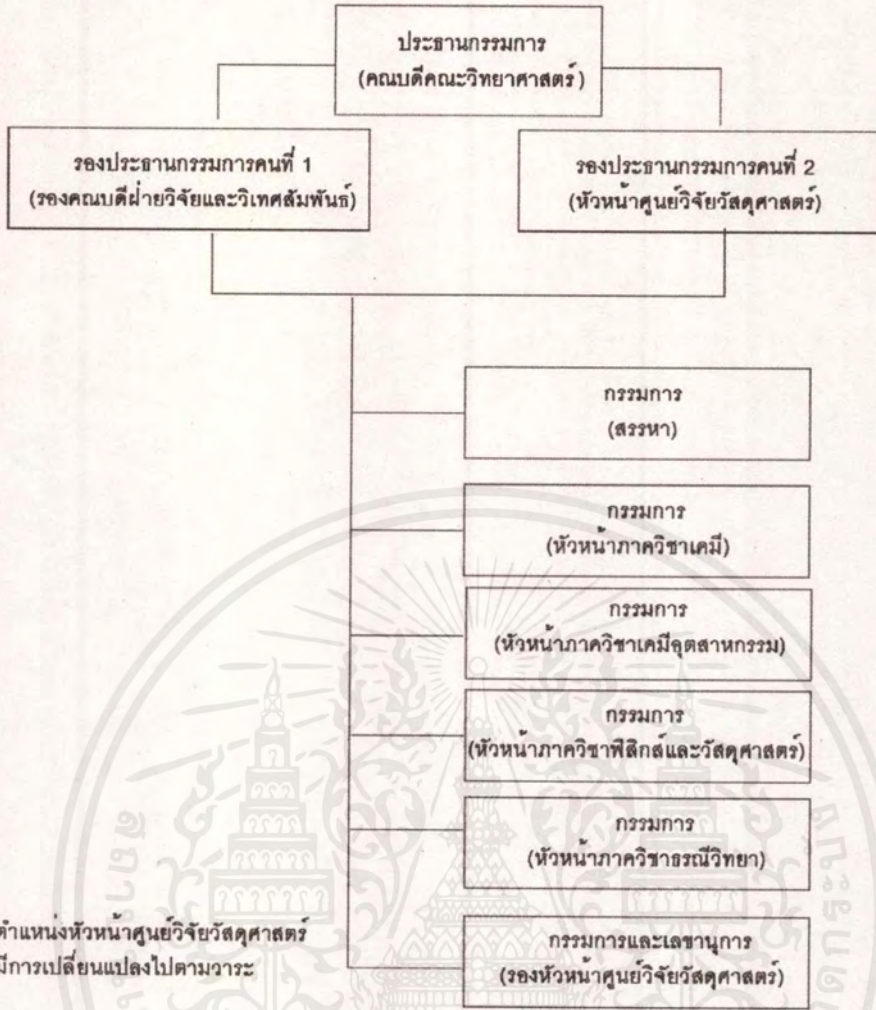 ประธานกรรมการ
(คณบดีคณะวิทยาศาสตร์)
รองประธานกรรมการคนที่ 1
(รองคณบดีฝ่ายวิจัยและวิเทศสัมพันธ์)
รองประธานกรรมการคนที่ 2
(หัวหน้าศูนย์วิจัยวัสดุศาสตร์)
กรรมการ
(สรรหา)
กรรมการ
(หัวหน้าภาควิชาเคมี)
กรรมการ
(หัวหน้าภาควิชาเคมีอุตสาหกรรม)
กรรมการ
(หัวหน้าภาควิชาฟิสิกส์และวัสดุศาสตร์)
กรรมการ
(หัวหน้าภาควิชาธรณีวิทยา)
กรรมการและเลขานุการ
(รองหัวหน้าศูนย์วิจัยวัสดุศาสตร์)
ตำแหน่งหัวหน้าศูนย์วิจัยวัสดุศาสตร์
มีการเปลี่ยนแปลงไปตามวาระ